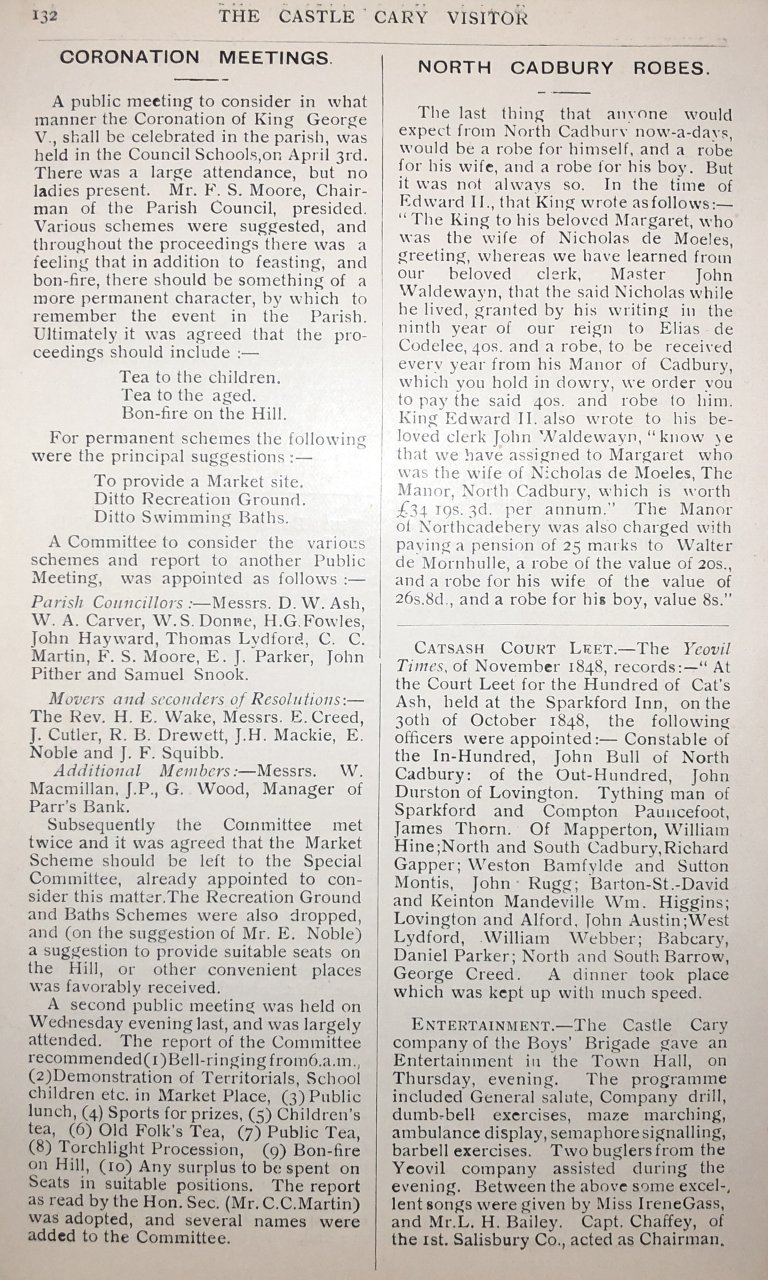 132
THE CASTLE CARY VISITOR
CORONATION MEETINGS.
A public meeting to consider in what
manner the Coronation of King George
V., shall be celebrated in the parish, was
held in the Council Schools,on April 3rd.
There was a large attendance, but no
ladies present. Mr. F. S. Moore, Chair-
man of the Parish Council, presided.
Various schemes were suggested, and
throughout the proceedings there was a
feeling that in addition to feasting, and
bon-fire, there should be something of a
more permanent character, by which to
remember the event in the Parish.
Ultimately it was agreed that the pro-
ceedings should include :—
Tea to the children.
Tea to the aged.
Bon-fire on the Hill.
For permanent schemes the following
were the principal suggestions :—
To provide a Market site.
Ditto Recreation Ground.
Ditto Swimming Baths.
A Committee to consider the various
schemes and report to another Public
Meeting, was appointed as follows :—
Parish Councillors :—Messrs. D. W. Ash,
W. A. Carver, W. S. Donne, H.G.Fowles,
John Hayward, Thomas Lydford, C. C.
Martin, F. S. Moore, E. J. Parker, John
Pither and Samuel Snook.
Movers and seconders of Resolutions:—
The Rev. H. E. Wake, Messrs. E. Creed,
J. Cutler, R. B. Drewett, J.H. Mackie, E.
Noble and J. F. Squibb.
Additional Members:—Messrs. W.
Macmillan, J.P., G. Wood, Manager of
Parr's Bank.
Subsequently the Committee met
twice and it was agreed that the Market
Scheme should be left to the Special
Committee, already appointed to con-
sider this matter.The Recreation Ground
and Baths Schemes were also dropped,
and (on the suggestion of Mr. E. Noble)
a suggestion to provide suitable seats on
the Hill, or other convenient places
was favorably received.
A second public meeting was held on
Wednesday evening last, and was largely
attended. The report of the Committee
recommended(1)Bell-ringing from6.a.m.,
(2)Demonstration of Territorials, School
children etc. in Market Place, (3) Public
lunch, (4) Sports for prizes, (5) Children's
tea, (6) Old Folk's Tea, (7) Public Tea,
(8) Torchlight Procession, (9) Bon-fire
on Hill, (10) Any surplus to be spent on
Seats in suitable positions. The report
as read by the Hon. Sec. (Mr. C.C.Martin)
was adopted, and several names were
added to the Committee.
NORTH CADBURY ROBES.
The last thing that anyone would
expect from North Cadbury now-a-days,
would be a robe for himself, and a robe
for his wife, and a robe for his boy. But
it was not always so. In the time of
Edward II., that King wrote as follows:—
"The King to his beloved Margaret, who
was the wife of Nicholas de Moeles,
greeting, whereas we have learned from
our beloved clerk, Master John
Waldewayn, that the said Nicholas while
he lived, granted by his writing in the
ninth year of our reign to Elias de
Codelee, 40s. and a robe, to be received
every year from his Manor of Cadbury,
which you hold in dowry, we order you
to pay the said 40s. and robe to him.
King Edward II. also wrote to his be-
loved clerk John Waldewayn, "know ye
that we have assigned to Margaret who
was the wife of Nicholas de Moeles, The
Manor, North Cadbury, which is worth
£34 19s. 3d. per annum." The Manor
of Northcadebery was also charged with
paying a pension of 25 marks to Walter
de Mornhulle, a robe of the value of 20s.,
and a robe for his wife of the value of
26s.8d., and a robe for his boy, value 8s."
CATSASH COURT LEET.—The Yeovil
Times, of November 1848, records:—"At
the Court Leet for the Hundred of Cat's
Ash, held at the Sparkford Inn, on the
30th of October 1848, the following
officers were appointed:— Constable of
the In-Hundred, John Bull of North
Cadbury: of the Out-Hundred, John
Durston of Lovington. Tything man of
Sparkford and Compton Pauncefoot,
James Thorn. Of Mapperton, William
Hine;North and South Cadbury,Richard
Gapper; Weston Bamfylde and Sutton
Montis, John Rugg; Barton-St.-David
and Keinton Mandeville Wm. Higgins;
Lovington and Alford, John Austin;West
Lydford, William Webber; Babcary,
Daniel Parker; North and South Barrow,
George Creed. A dinner took place
which was kept up with much speed.
ENTERTAINMENT.—The Castle Cary
company of the Boys' Brigade gave an
Entertainment in the Town Hall, on
Thursday, evening. The programme
included General salute, Company drill,
dumb-bell exercises, maze marching,
ambulance display, semaphore signalling,
barbell exercises. Two buglers from the
Yeovil company assisted during the
evening. Between the above some excel-
lent songs were given by Miss IreneGass,
and Mr.L. H. Bailey. Capt. Chaffey, of
the 1st. Salisbury Co., acted as Chairman.